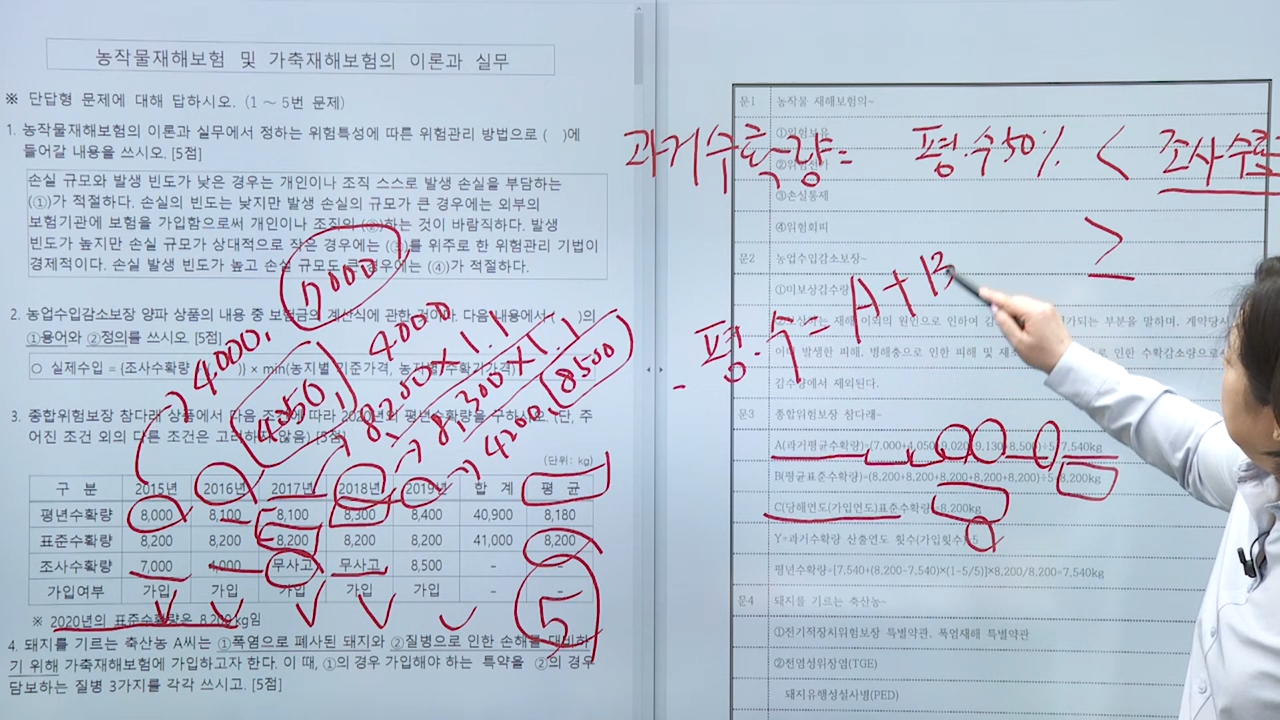 농작물재해보험 및 가축재해보험의 이론과 실무
※ 단답형 문제에 대해 답하시오. (1 ~ 5번 문제)
1. 농작물재해보험의 이론과 실무에서 정하는 위험특성에 따른 위험관리 방법으로 ( )에
들어갈 내용을 쓰시오. [5점]
손실 규모와 발생 빈도가 낮은 경우는 개인이나 조직 스스로 발생 손실을 부담하는
(①)가 적절하다. 손실의 빈도는 낮지만 발생 손실의 규모가 큰 경우에는 외부의
보험기관에 보험을 가입함으로써 개인이나 조직의 (②)하는 것이 바람직하다. 발생
빈도가 높지만 손실 규모가 상대적으로 작은 경우에는 (③)를 위주로 한 위험관리 기법이
경제적이다. 손실 발생 빈도가 높고 손실 규모도 큰 경우에는 (④)가 적절하다.
2. 농업수입감소보장 양파 상품의 내용 중 보험금의 계산식에 관한 것이다. 다음 내용에서 ( )의
①용어와 ②정의를 쓰시오. [5점]
○ 실제수입 = {조사수확량 )} × min(농지별 기준가격, 농지별 수확기가격)
3. 종합위험보장 참다래 상품에서 다음 조건에 따라 2020년의 평년수확량을 구하시오. (단, 주
어진 조건 외의 다른 조건은 고려하지 않음) [5점]
(단위: kg)
구 분 2015년 2016년 2017년 2018년 2019년 합 계 평 균
평년수확량 8,000 8,100 8,100 8,300 8,400 40,900 8,180
표준수확량 8,200 8,200 8,200 8,200 8,200 41,000 8,200
조사수확량 7,000 4,000 무사고 무사고 8,500 - -
가입여부 가입 가입 가입 가입 가입 - -
※ 2020년의 표준수확량은 8,200kg임
4. 돼지를 기르는 축산농 A씨는 ①폭염으로 폐사된 돼지와 ②질병으로 인한 손해를 대비하
기 위해 가축재해보험에 가입하고자 한다. 이 때, ①의 경우 가입해야 하는 특약을 ②의 경우
담보하는 질병 3가지를 각각 쓰시고. [5점]
5000
→ 4000.
4050
) 4000
→ 8250×1.1
→ 8300×1.1
→ 4200 8500
5
문1 농작물 재해보험의~
①위험보유
②위험전가
③손실통제
④위험회피
과거수확량= 평.수50% < 조사수확
≥
- 평.수= A+B
문2 농업수입감소보장~
①미보상감수량
감수량에서 제외된다.
문3 종합위험보장 참다래~
A(과거평균수확량)=(7,000+4,050+9,020+9,130+8,500)÷5=7,540kg
B(평균표준수확량)=(8,200+8,200+8,200+8,200+8,200)÷5=8,200kg
C(당해연도(가입연도)표준수확량)=8,200kg
Y=과거수확량 산출연도 횟수(가입횟수)=5
평년수확량=[7,540+(8,200-7,540)×(1-5/5)]×8,200/8,200=7,540kg
문4 돼지를 기르는 축산농~
①전기적장치위험보장 특별약관, 폭염재해 특별약관
②전염성위장염(TGE)
돼지유행성설사병(PED)